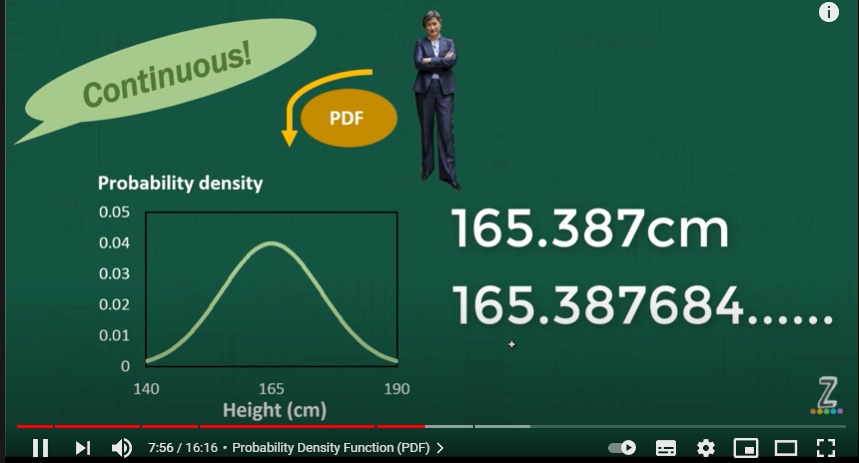 Continuous!
PDF
Probability density
0.05
0.04
0.03
0.02
0.01
0
140 165 190
Height (cm)
165.387cm
165.387684......
Z
7:56 / 16:16 • Probability Density Function (PDF) >